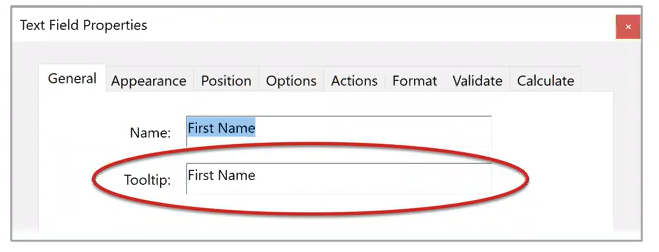 Text Field Properties
×
General Appearance Position Options Actions Format Validate Calculate
Name: First Name
Tooltip: First Name